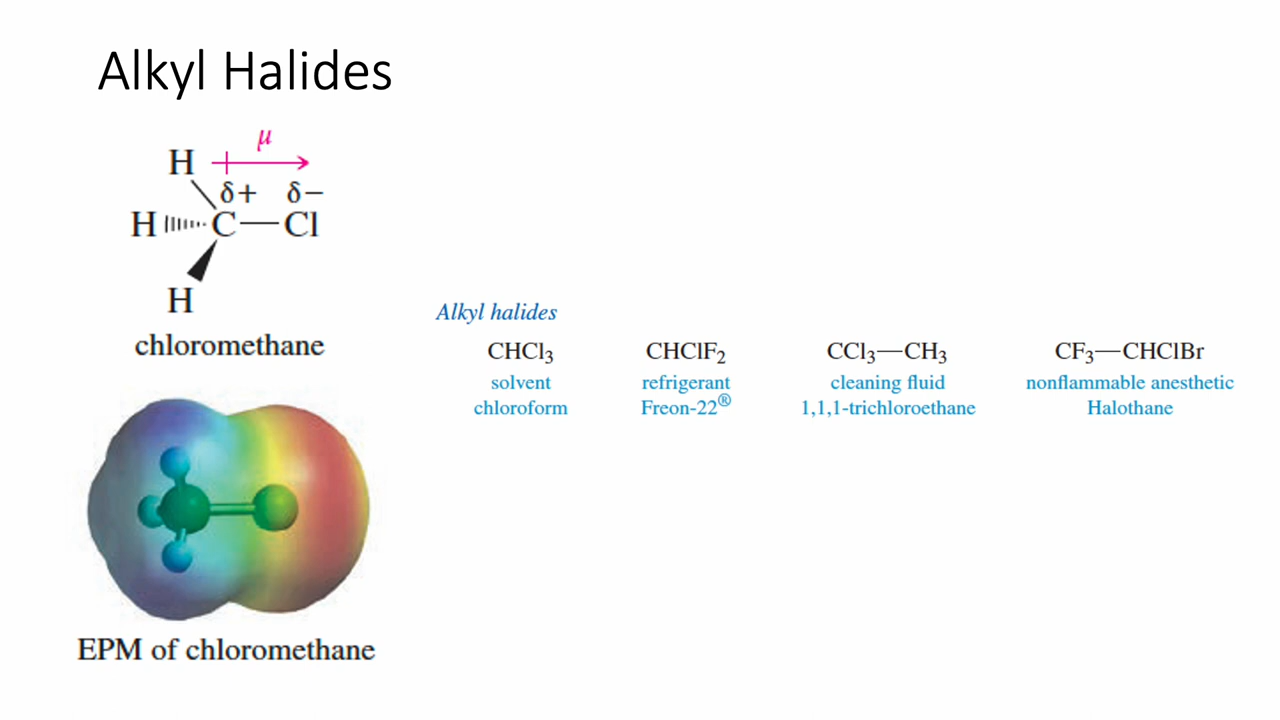 Alkyl Halides
μ
H
δ+ δ−
H C—Cl
H
chloromethane
Alkyl halides
CHCl₃ CHClF₂ CCl₃—CH₃ CF₃—CHClBr
solvent refrigerant cleaning fluid nonflammable anesthetic
chloroform Freon-22® 1,1,1-trichloroethane Halothane
EPM of chloromethane